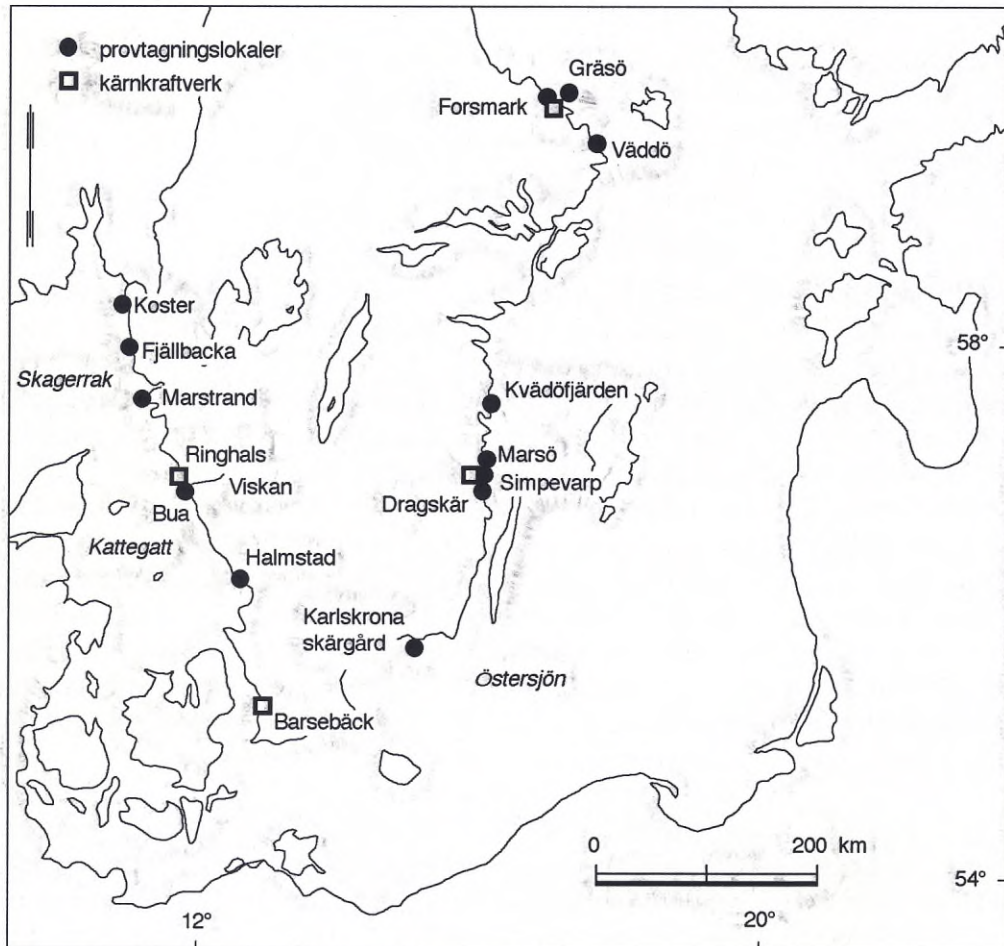 provtagningslokaler
kärnkraftverk
Gräsö
Forsmark
Väddö
Koster
Fjällbacka
58°
Skagerrak
Marstrand
Kvädöfjärden
Ringhals
Marsö
Viskan
Simpevarp
Dragskär
Bua
Kattegatt
Halmstad
Karlskrona
skärgård
Östersjön
Barsebäck
0 200 km
54°
12° 20°